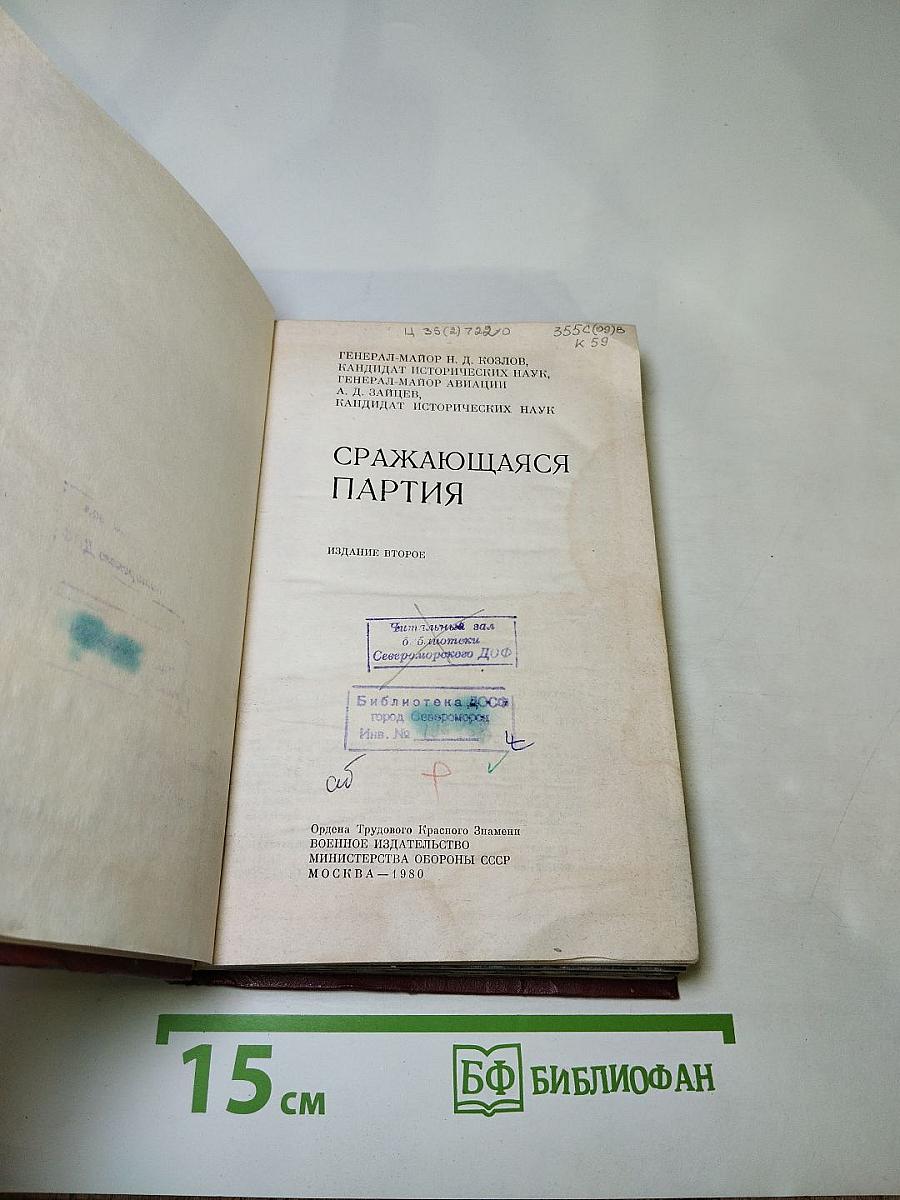 Ц 35(2)722
355С(09)В
К 59
ГЕНЕРАЛ-МАЙОР Н. Д. КОЗЛОВ,
КАНДИДАТ ИСТОРИЧЕСКИХ НАУК,
ГЕНЕРАЛ-МАЙОР АВИАЦИИ
А. Д. ЗАЙЦЕВ,
КАНДИДАТ ИСТОРИЧЕСКИХ НАУК
СРАЖАЮЩАЯСЯ
ПАРТИЯ
ИЗДАНИЕ ВТОРОЕ
Читальный зал
библиотеки
Североморского ДОФ
Библиотека ДОСФ
город Североморск
Инв. №
аб
Ордена Трудового Красного Знамени
ВОЕННОЕ ИЗДАТЕЛЬСТВО
МИНИСТЕРСТВА ОБОРОНЫ СССР
МОСКВА — 1980
15 см
БФ БИБЛИОФАН